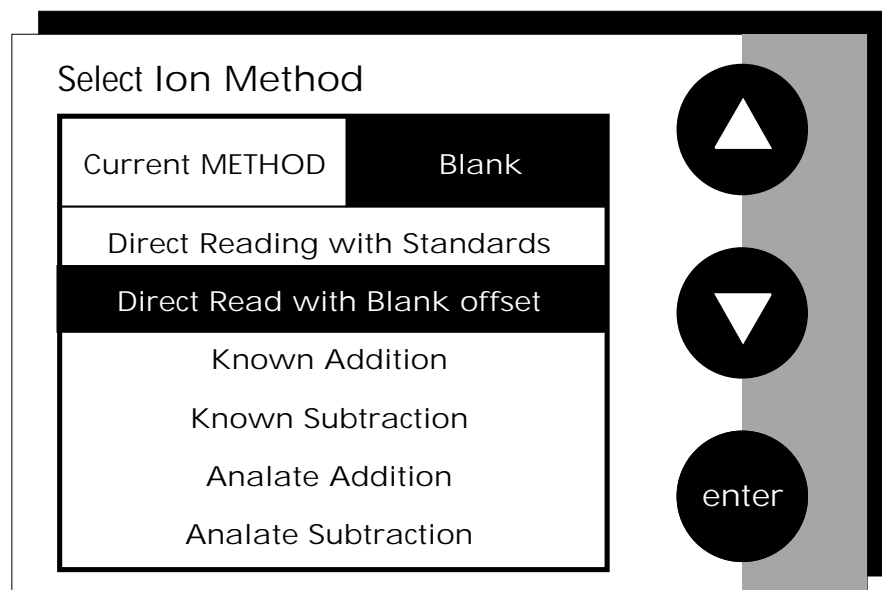 Select Ion Method
Current METHOD Blank
Direct Reading with Standards
Direct Read with Blank offset
Known Addition
Known Subtraction
Analate Addition
Analate Subtraction
enter